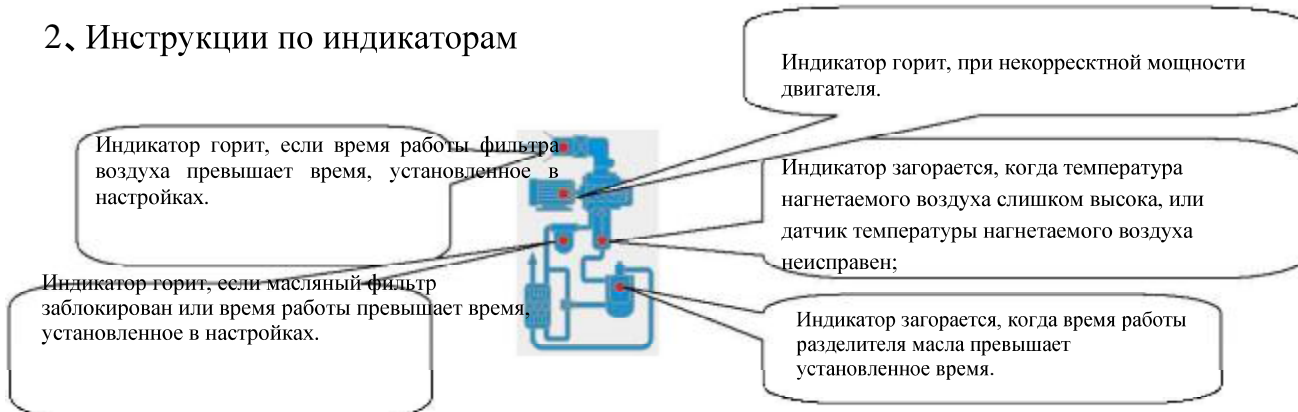 2、Инструкции по индикаторам
Индикатор горит, при некорресктной мощности
двигателя.
Индикатор горит, если время работы фильтра
воздуха превышает время, установленное в
настройках.
Индикатор загорается, когда температура
нагнетаемого воздуха слишком высока, или
датчик температуры нагнетаемого воздуха
неисправен;
Индикатор горит, если масляный фильтр
заблокирован или время работы превышает время,
установленное в настройках.
Индикатор загорается, когда время работы
разделителя масла превышает
установленное время.